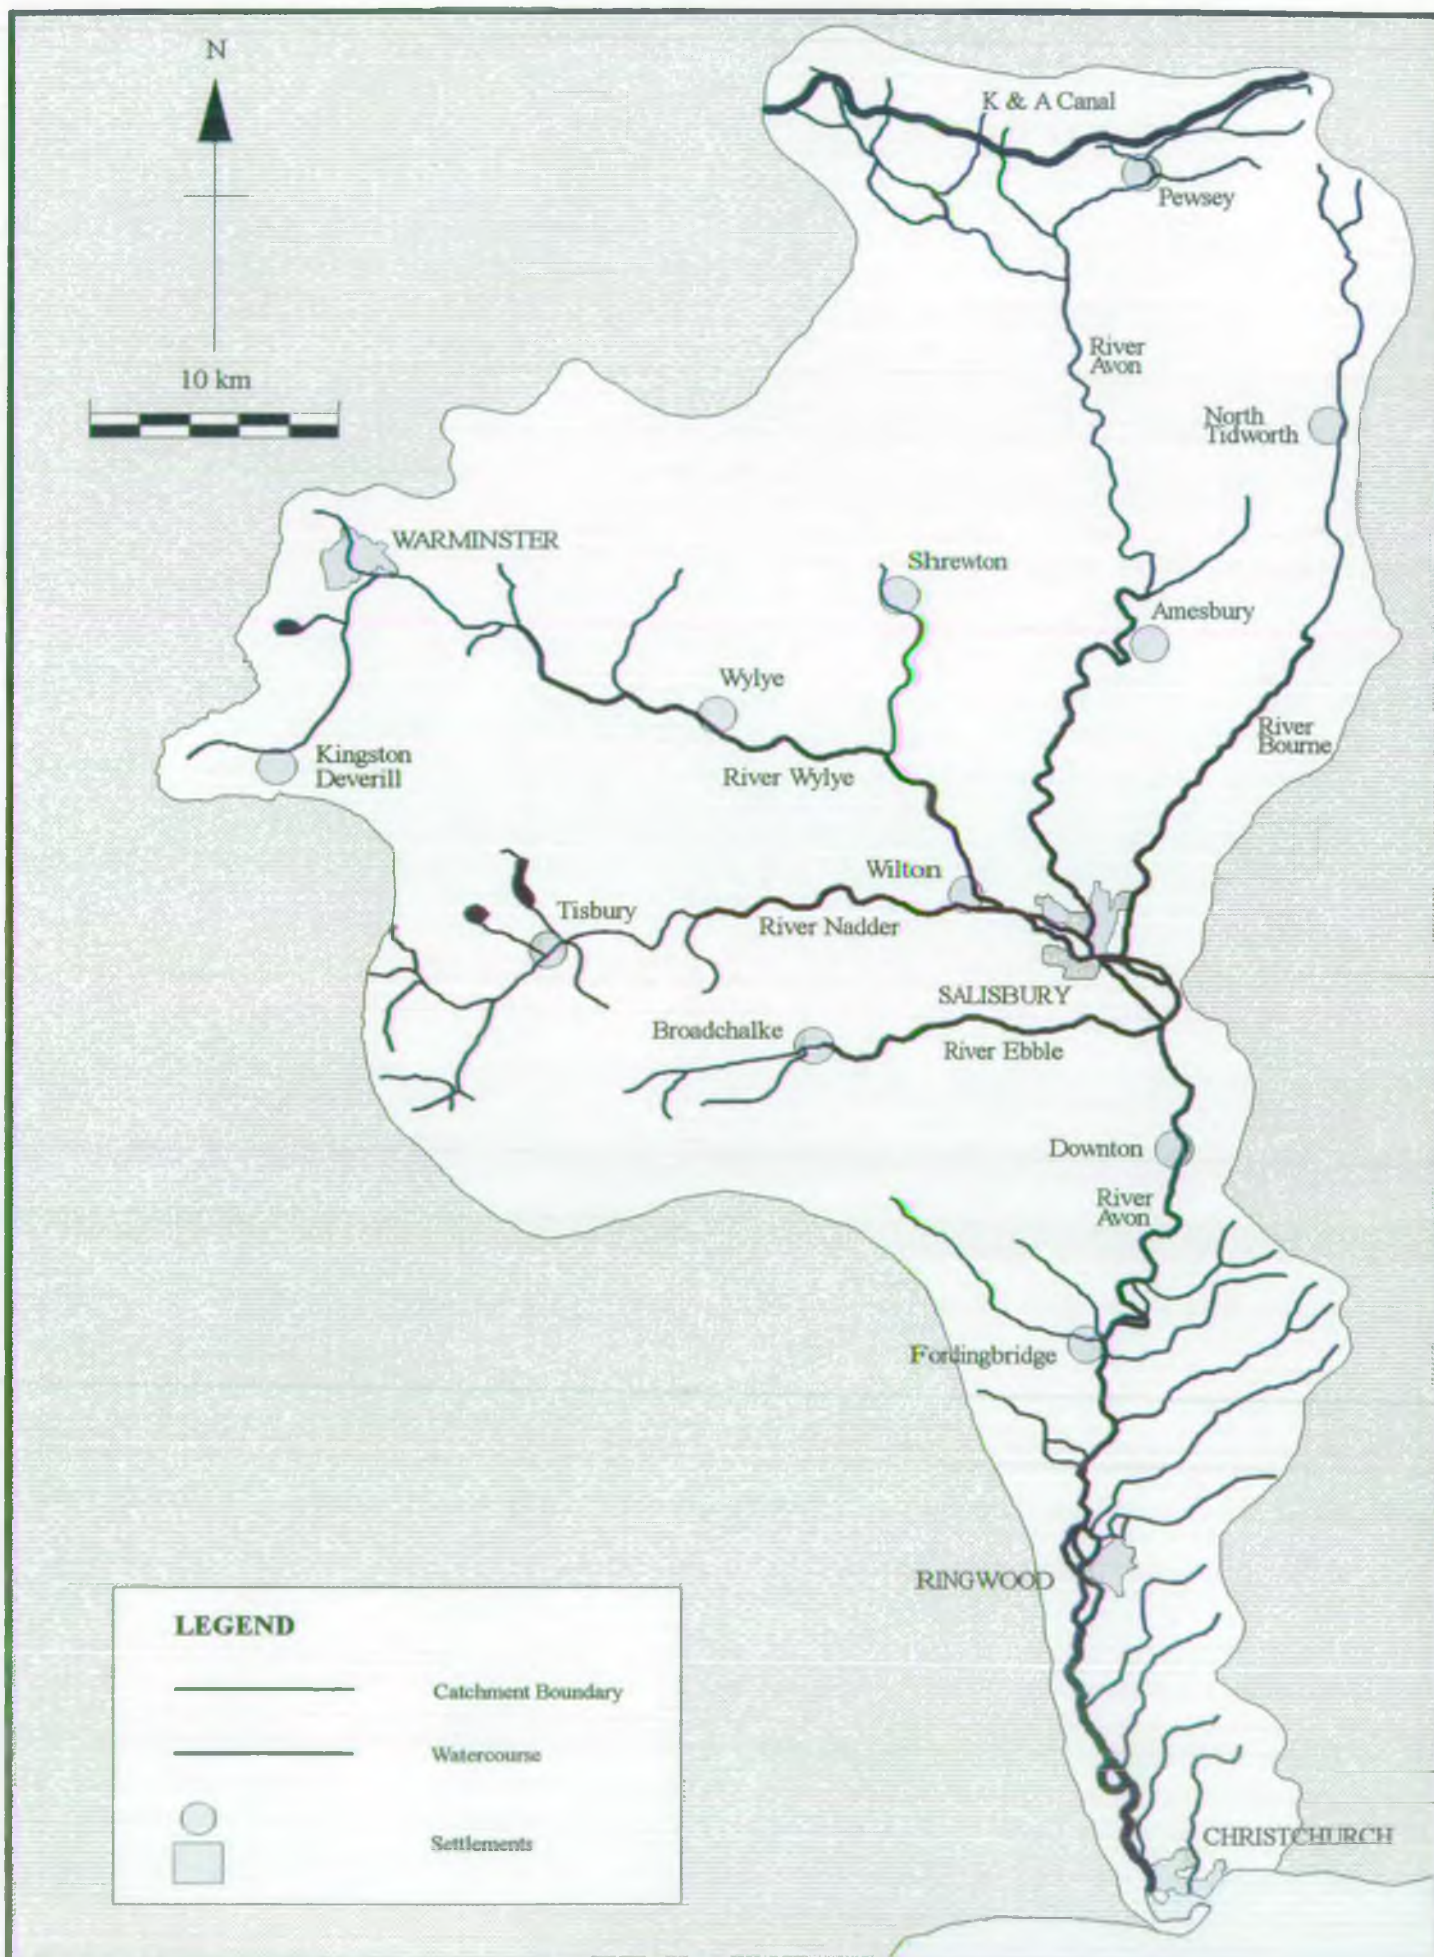 N
K & A Canal
Pewsey
River
Avon
10 km
North
Tidworth
WARMINSTER
Shrewton
Amesbury
Wylye
River
Bourne
Kingston
Deverill
River Wylye
Wilton
Tisbury
River Nadder
SALISBURY
Broadchalke
River Ebble
Downton
River
Avon
Fordingbridge
RINGWOOD
LEGEND
Catchment Boundary
Watercourse
Settlements
CHRISTCHURCH